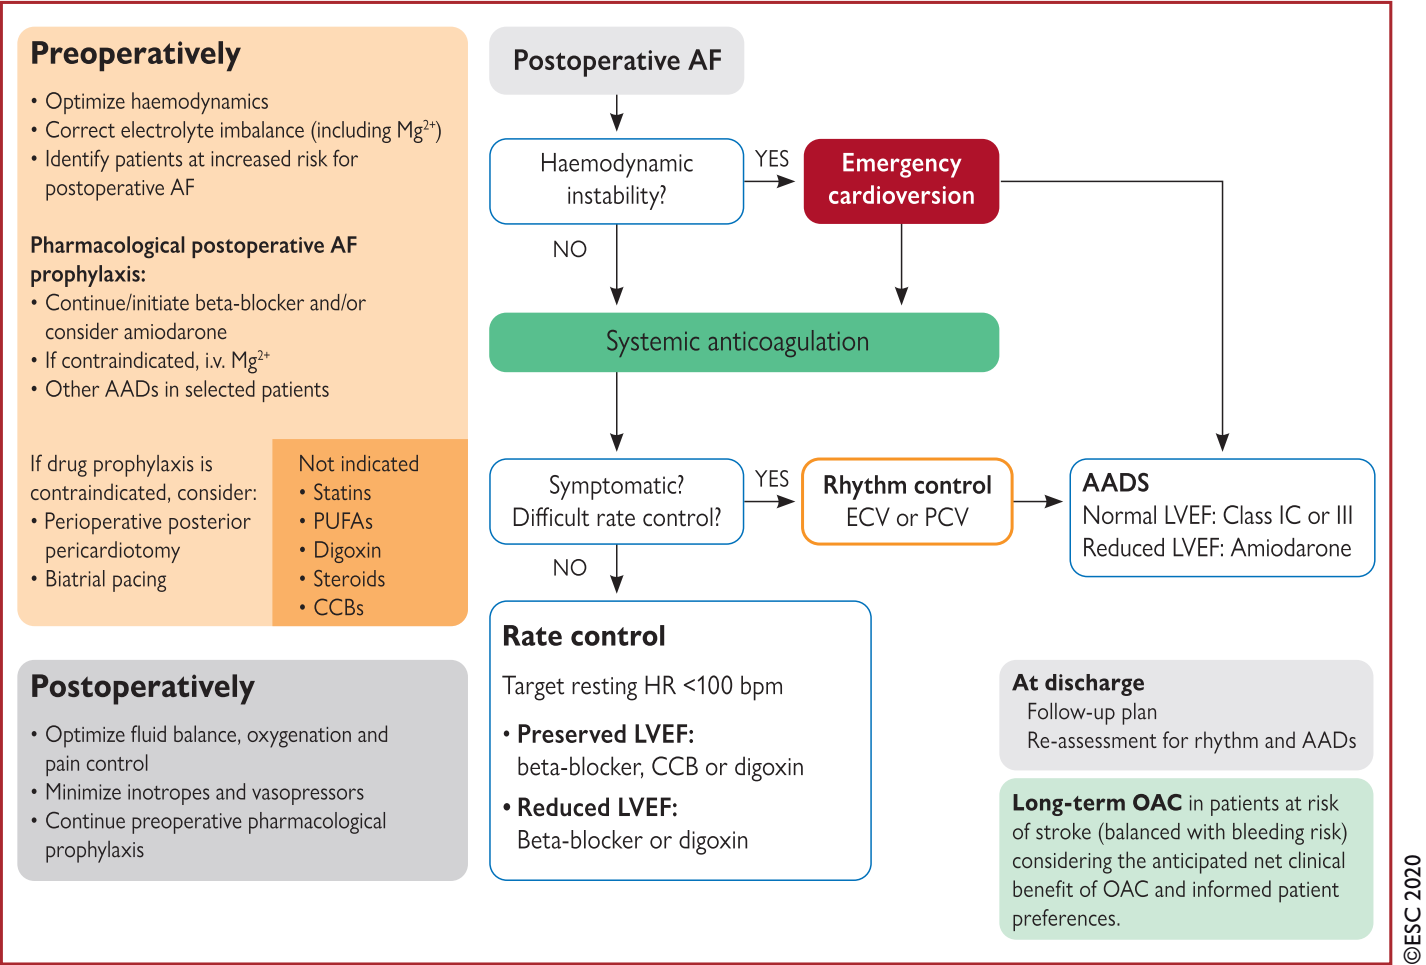 Preoperatively
• Optimize haemodynamics
• Correct electrolyte imbalance (including Mg²⁺)
• Identify patients at increased risk for
postoperative AF
Pharmacological postoperative AF
prophylaxis:
• Continue/initiate beta-blocker and/or
consider amiodarone
• If contraindicated, i.v. Mg²⁺
• Other AADs in selected patients
If drug prophylaxis is
contraindicated, consider:
• Perioperative posterior
pericardiotomy
• Biatrial pacing
Not indicated
• Statins
• PUFAs
• Digoxin
• Steroids
• CCBs
Postoperatively
• Optimize fluid balance, oxygenation and
pain control
• Minimize inotropes and vasopressors
• Continue preoperative pharmacological
prophylaxis
Postoperative AF
Haemodynamic
instability?
YES
Emergency
cardioversion
NO
Systemic anticoagulation
Symptomatic?
Difficult rate control?
YES
Rhythm control
ECV or PCV
AADS
Normal LVEF: Class IC or III
Reduced LVEF: Amiodarone
NO
Rate control
Target resting HR <100 bpm
• Preserved LVEF:
beta-blocker, CCB or digoxin
• Reduced LVEF:
Beta-blocker or digoxin
At discharge
Follow-up plan
Re-assessment for rhythm and AADs
Long-term OAC in patients at risk
of stroke (balanced with bleeding risk)
considering the anticipated net clinical
benefit of OAC and informed patient
preferences.
©ESC 2020